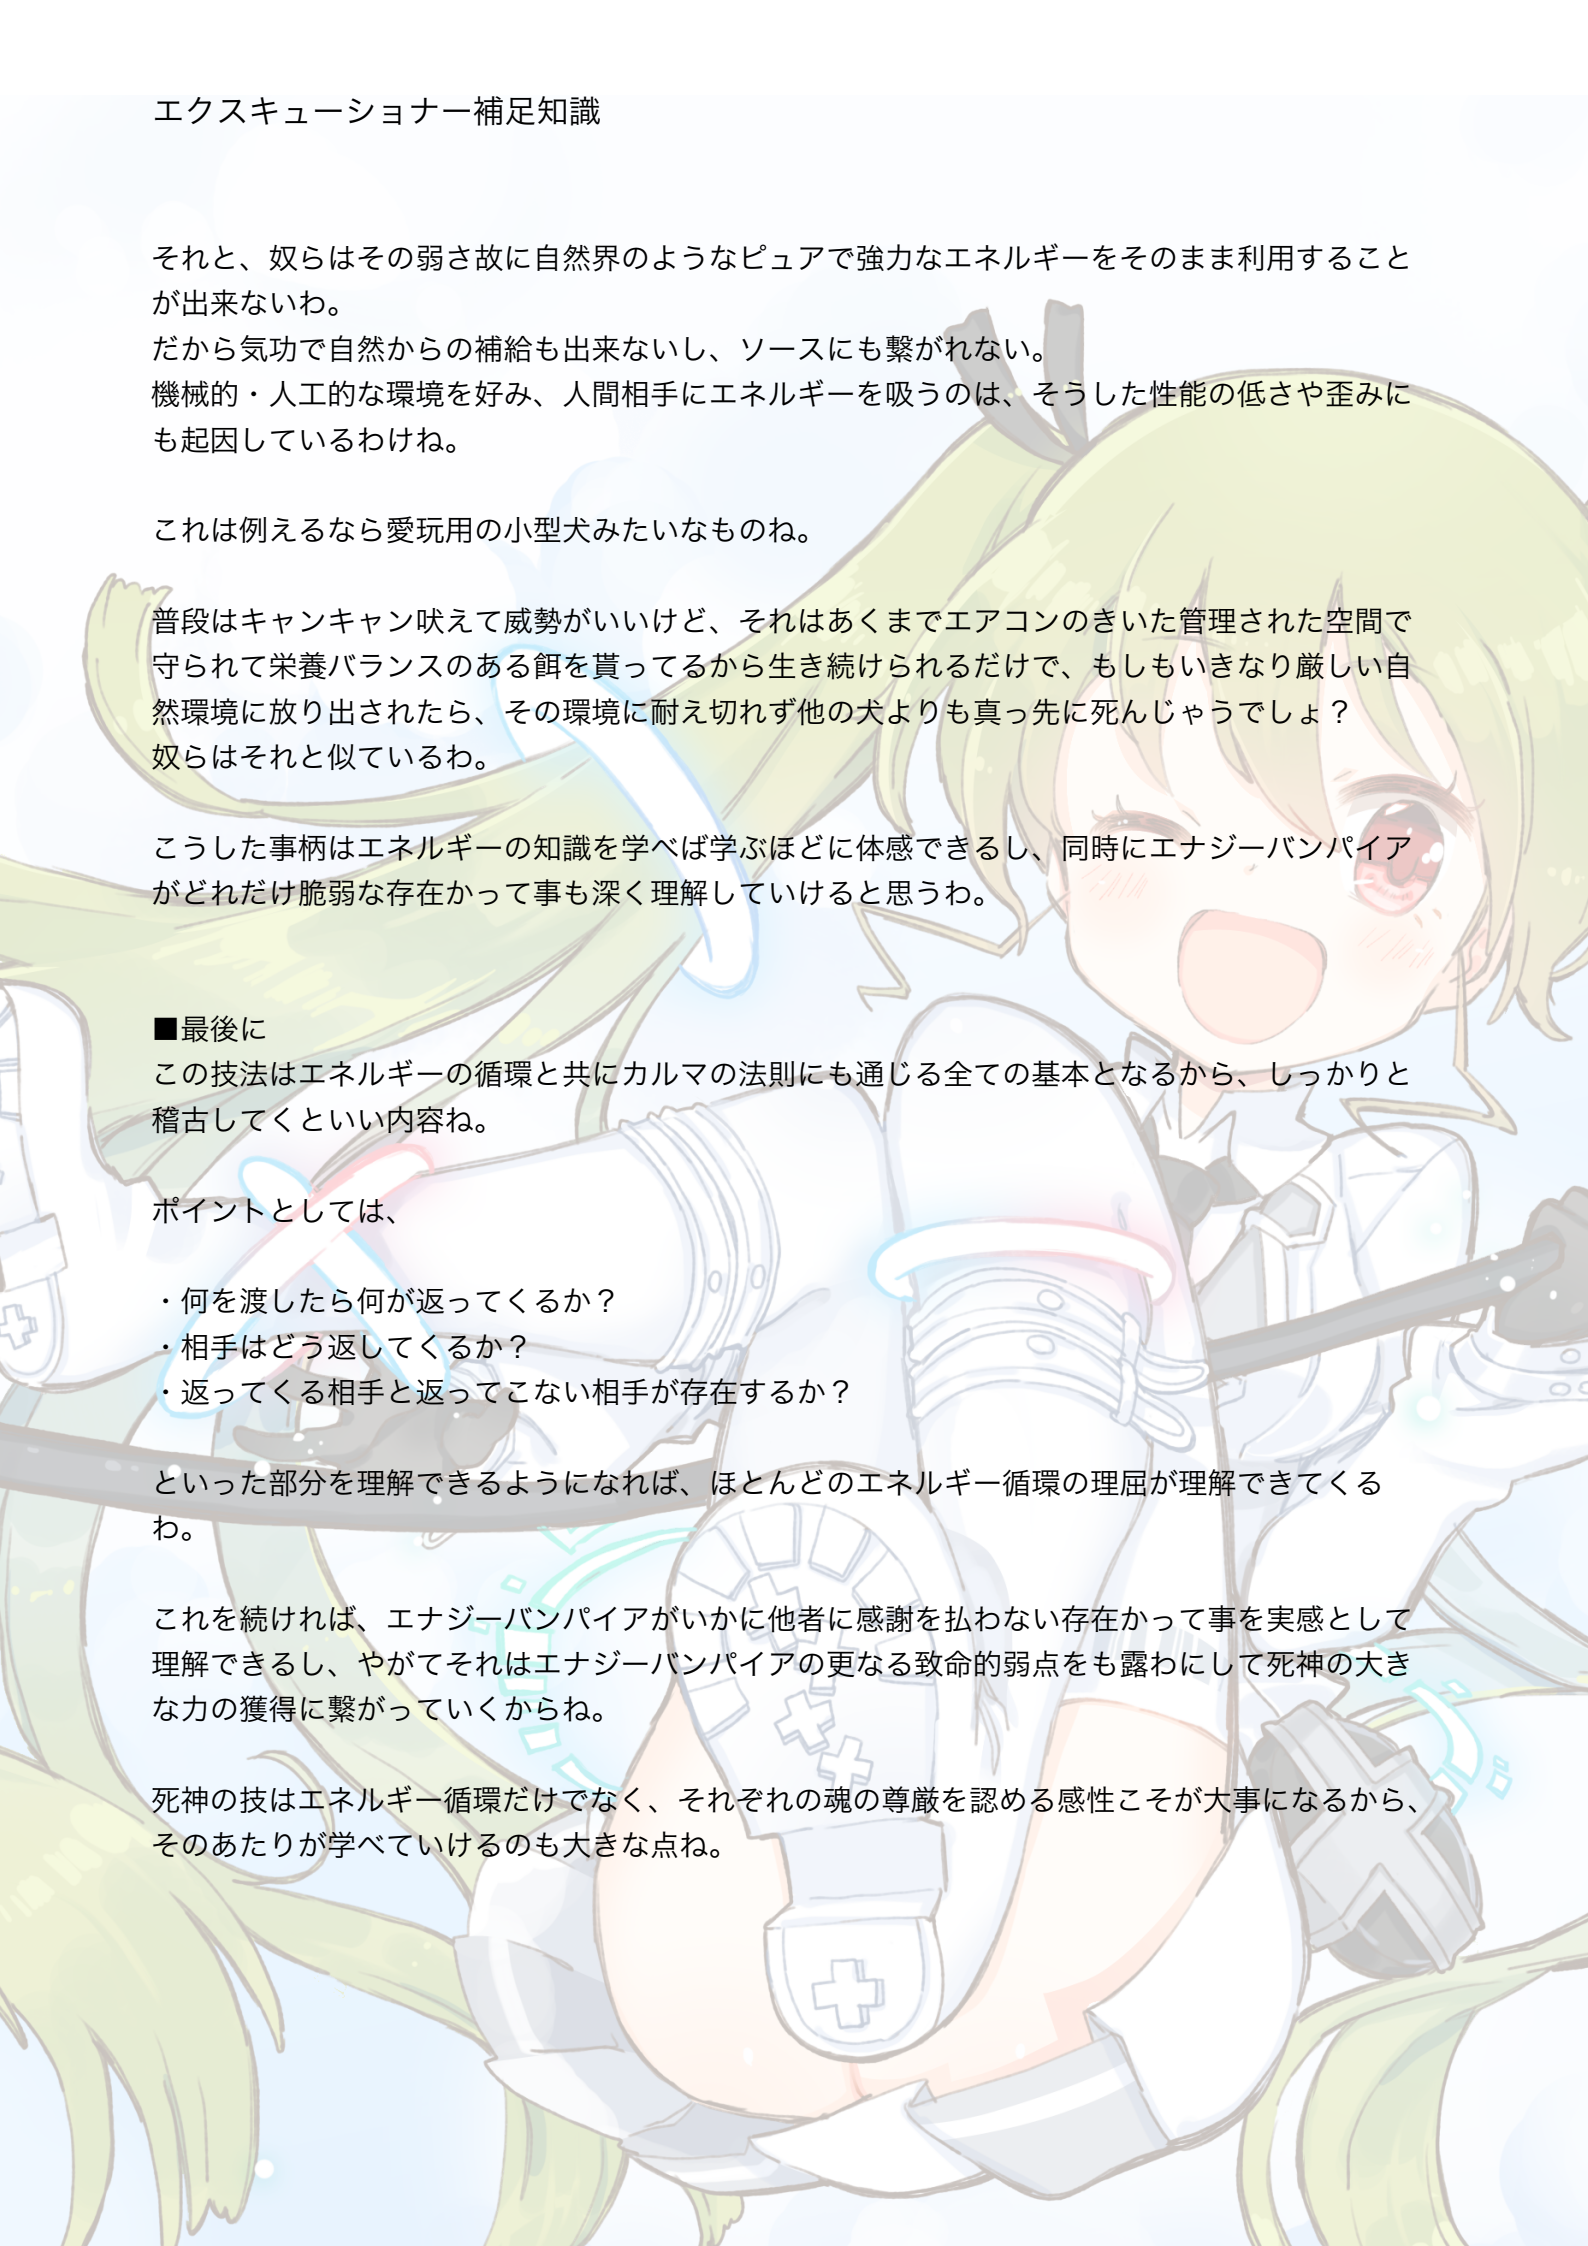 エクスキューショナー補足知識
それと、奴らはその弱さ故に自然界のようなピュアで強力なエネルギーをそのまま利用すること
が出来ないわ。
だから気功で自然からの補給も出来ないし、ソースにも繋がれない。
機械的・人工的な環境を好み、人間相手にエネルギーを吸うのは、そうした性能の低さや歪みに
も起因しているわけね。
これは例えるなら愛玩用の小型犬みたいなものね。
普段はキャンキャン吠えて威勢がいいけど、それはあくまでエアコンのきいた管理された空間で
守られて栄養バランスのある餌を貰ってるから生き続けられるだけで、もしもいきなり厳しい自
然環境に放り出されたら、その環境に耐え切れず他の犬よりも真っ先に死んじゃうでしょ？
奴らはそれと似ているわ。
こうした事柄はエネルギーの知識を学べば学ぶほどに体感できるし、同時にエナジーバンパイア
がどれだけ脆弱な存在かって事も深く理解していけると思うわ。
■最後に
この技法はエネルギーの循環と共にカルマの法則にも通じる全ての基本となるから、しっかりと
稽古してくといい内容ね。
ポイントとしては、
・何を渡したら何が返ってくるか？
・相手はどう返してくるか？
・返ってくる相手と返ってこない相手が存在するか？
といった部分を理解できるようになれば、ほとんどのエネルギー循環の理屈が理解できてくる
わ。
これを続ければ、エナジーバンパイアがいかに他者に感謝を払わない存在かって事を実感として
理解できるし、やがてそれはエナジーバンパイアの更なる致命的弱点をも露わにして死神の大き
な力の獲得に繋がっていくからね。
死神の技はエネルギー循環だけでなく、それぞれの魂の尊厳を認める感性こそが大事になるから、
そのあたりが学べていけるのも大きな点ね。